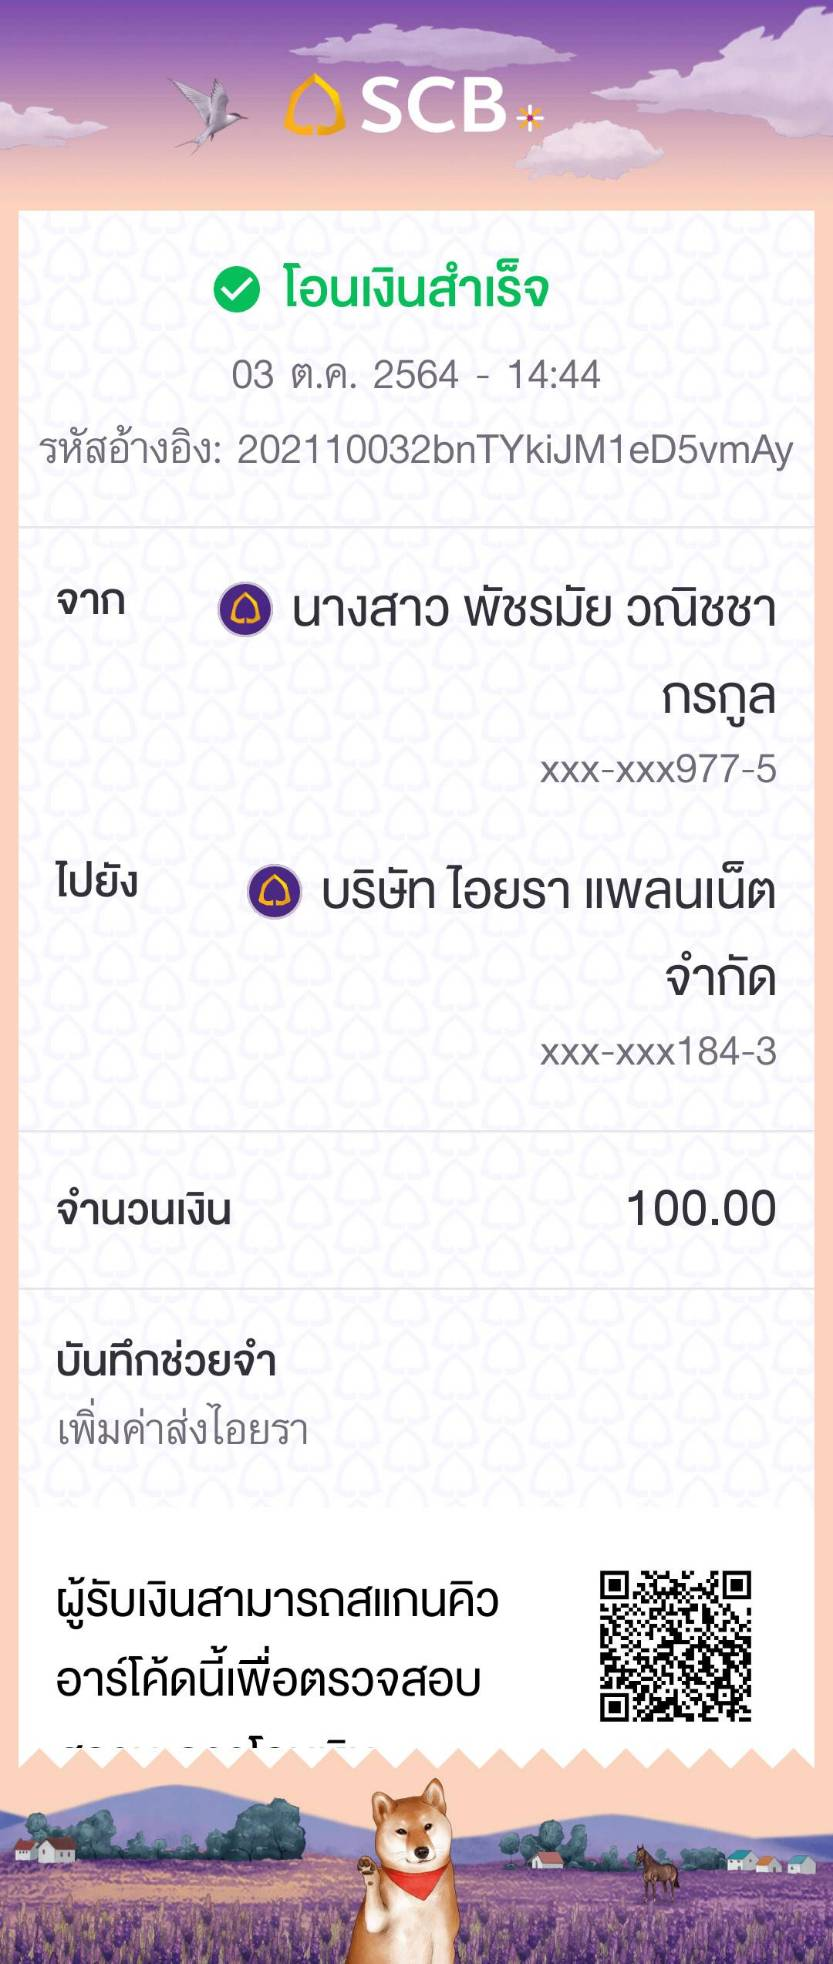 SCB
โอนเงินสำเร็จ
03 ต.ค. 2564 - 14:44
รหัสอ้างอิง: 202110032bnTYkiJM1eD5vmAy
จาก
นางสาว พัชรมัย วณิชชา
กรกูล
xxx-xxx977-5
ไปยัง
บริษัท ไอยรา แพลนเน็ต
จำกัด
xxx-xxx184-3
จำนวนเงิน 100.00
บันทึกช่วยจำ
เพิ่มค่าส่งไอยรา
ผู้รับเงินสามารถสแกนคิว
อาร์โค้ดนี้เพื่อตรวจสอบ